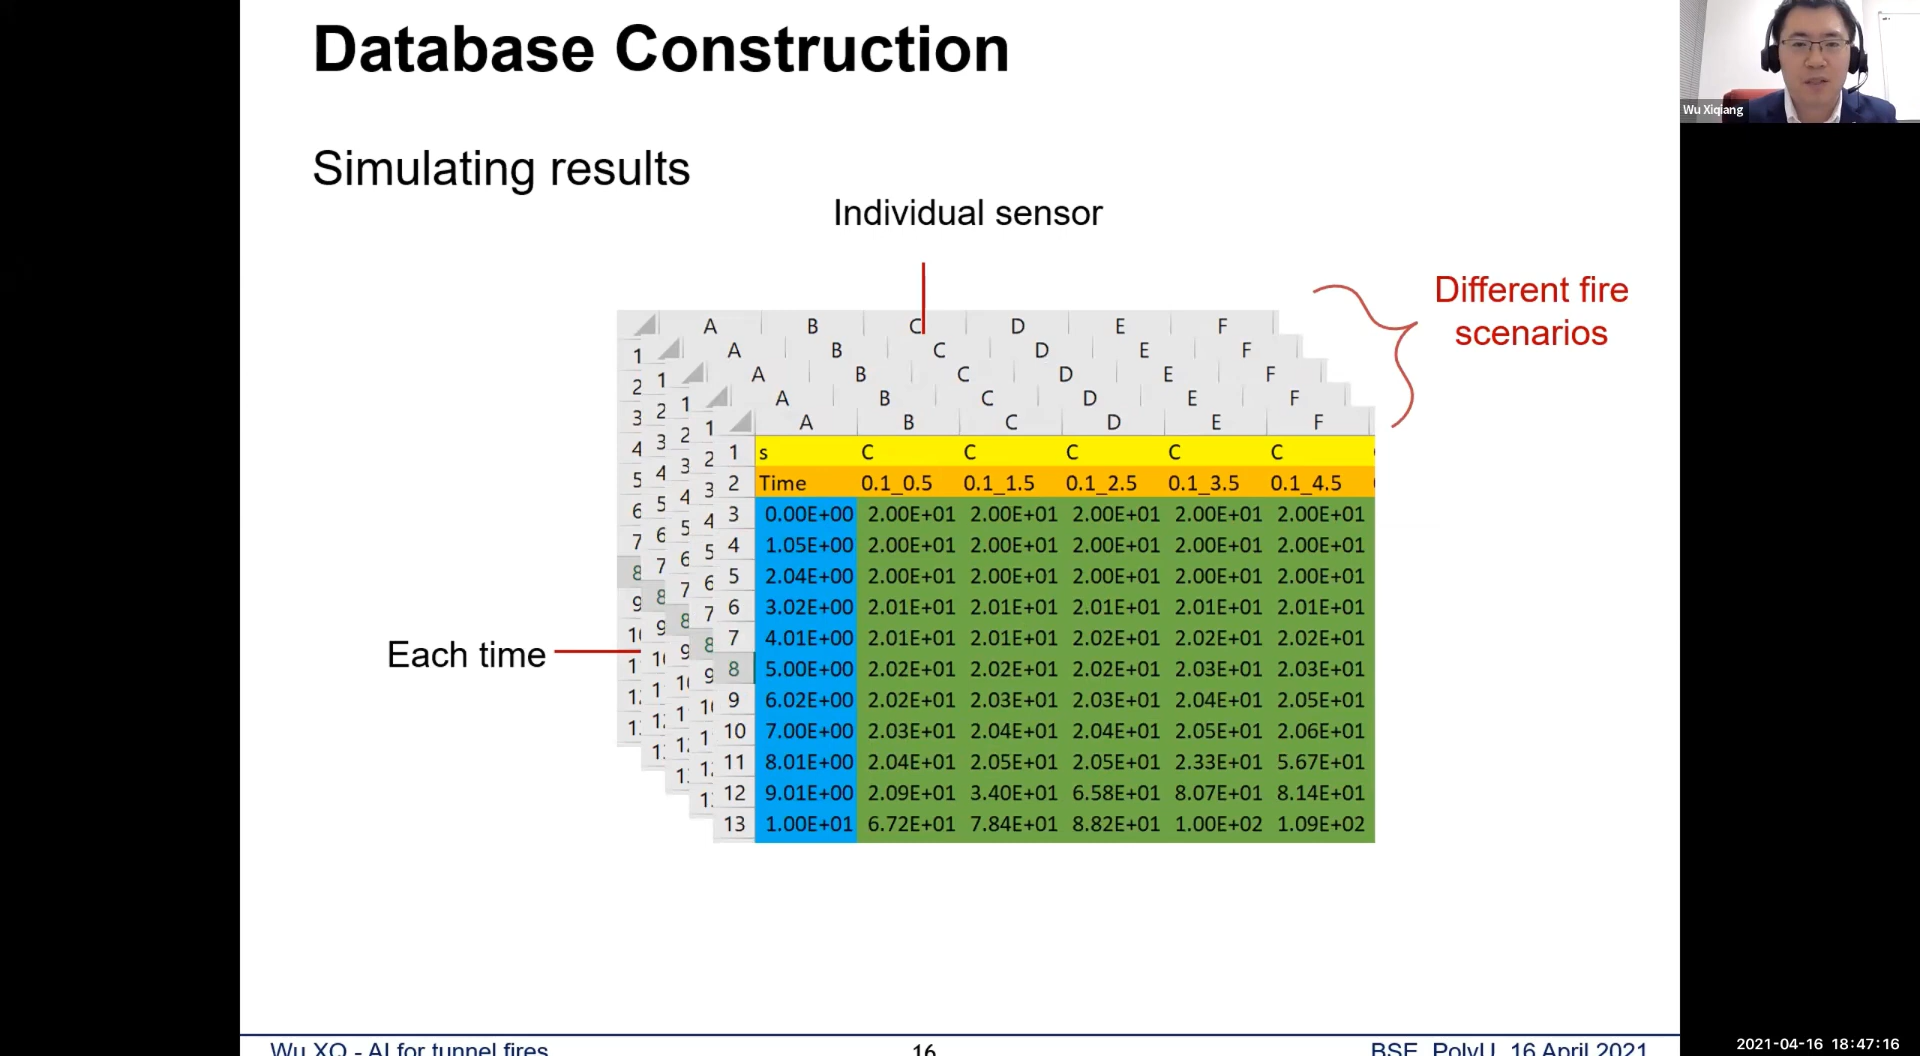 Database Construction
Wu Xiqiang
Simulating results
Individual sensor
Different fire
scenarios
Each time
A B C D E F
A B C D E F
A B C D E F
A B C D E F
A B C D E F
1 s C C C C C
2 Time 0.1_0.5 0.1_1.5 0.1_2.5 0.1_3.5 0.1_4.5
3 0.00E+00 2.00E+01 2.00E+01 2.00E+01 2.00E+01 2.00E+01
4 1.05E+00 2.00E+01 2.00E+01 2.00E+01 2.00E+01 2.00E+01
5 2.04E+00 2.00E+01 2.00E+01 2.00E+01 2.00E+01 2.00E+01
6 3.02E+00 2.01E+01 2.01E+01 2.01E+01 2.01E+01 2.01E+01
7 4.01E+00 2.01E+01 2.01E+01 2.02E+01 2.02E+01 2.02E+01
8 5.00E+00 2.02E+01 2.02E+01 2.02E+01 2.03E+01 2.03E+01
9 6.02E+00 2.02E+01 2.03E+01 2.03E+01 2.04E+01 2.05E+01
10 7.00E+00 2.03E+01 2.04E+01 2.04E+01 2.05E+01 2.06E+01
11 8.01E+00 2.04E+01 2.05E+01 2.05E+01 2.33E+01 5.67E+01
12 9.01E+00 2.09E+01 3.40E+01 6.58E+01 8.07E+01 8.14E+01
13 1.00E+01 6.72E+01 7.84E+01 8.82E+01 1.00E+02 1.09E+02
Wu XQ - AI for tunnel fires
16
BSE, PolyU, 16 April 2021
2021-04-16 18:47:16